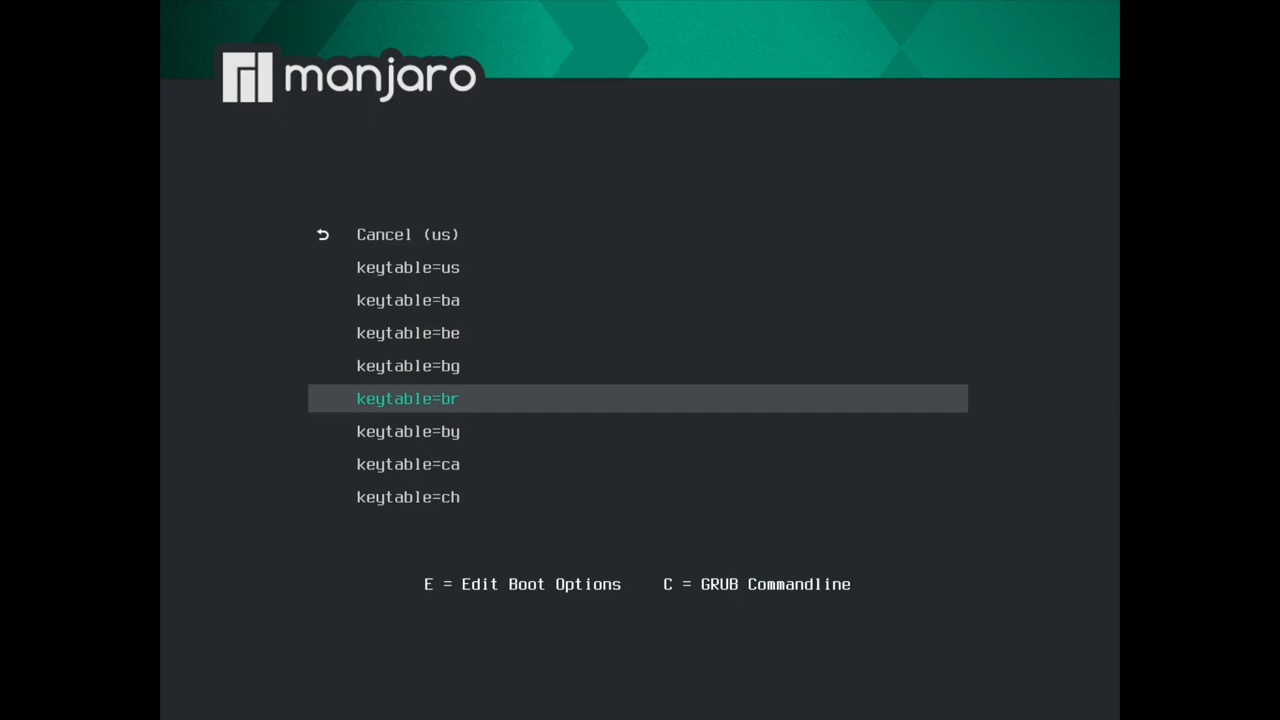 manjaro
Cancel (us)
keytable=us
keytable=ba
keytable=be
keytable=bg
keytable=br
keytable=by
keytable=ca
keytable=ch
E = Edit Boot Options C = GRUB Commandline